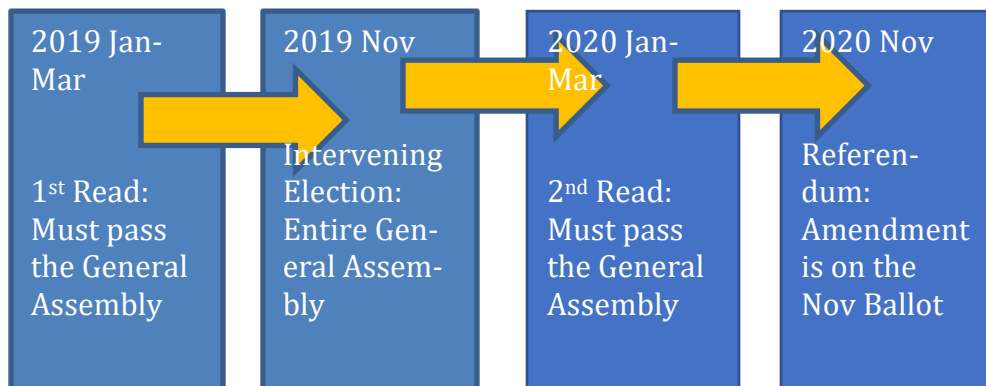 2019 Jan-
Mar
1st Read:
Must pass
the General
Assembly
2019 Nov
Intervening
Election:
Entire Gen-
eral Assem-
bly
2020 Jan-
Mar
2nd Read:
Must pass
the General
Assembly
2020 Nov
Referen-
dum:
Amendment
is on the
Nov Ballot